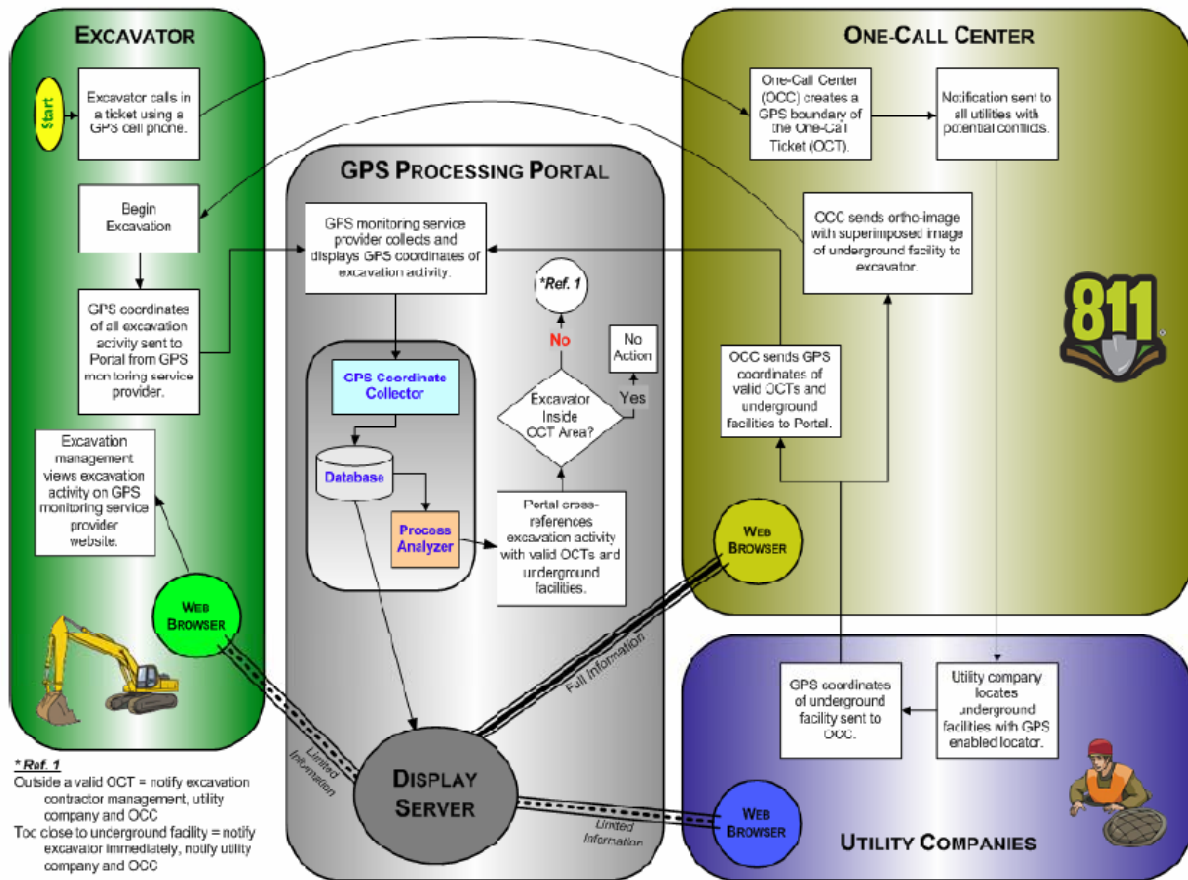 EXCAVATOR
Start
Excavator calls in
a ticket using a
GPS cell phone.
Begin
Excavation
GPS coordinates
of all excavation
activity sent to
Portal from GPS
monitoring service
provider.
Excavation
management
views excavation
activity on GPS
monitoring service
provider
website.
WEB
BROWSER
* Ref. 1
Outside a valid OCT = notify excavation
contractor management, utility
company and OCC
Too close to underground facility = notify
excavator immediately, notify utility
company and OCC
GPS PROCESSING PORTAL
GPS monitoring service
provider collects and
displays GPS coordinates of
excavation activity.
GPS Coordinate
Collector
Database
Process
Analyzer
*Ref. 1
No
No
Action
Yes
Excavator
Inside
OCT Area?
Portal cross-
references
excavation activity
with valid OCTs and
underground
facilities.
DISPLAY
SERVER
Limited
Information
Full Information
Limited
Information
ONE-CALL CENTER
One-Call Center
(OCC) creates a
GPS boundary of
the One-Call
Ticket (OCT).
Notification sent to
all utilities with
potential conflicts.
OCC sends ortho-image
with superimposed image
of underground facility to
excavator.
811
OCC sends GPS
coordinates of
valid OCTs and
underground
facilities to Portal.
WEB
BROWSER
GPS coordinates
of underground
facility sent to
OCC.
Utility company
locates
underground
facilities with GPS
enabled locator.
WEB
BROWSER
UTILITY COMPANIES